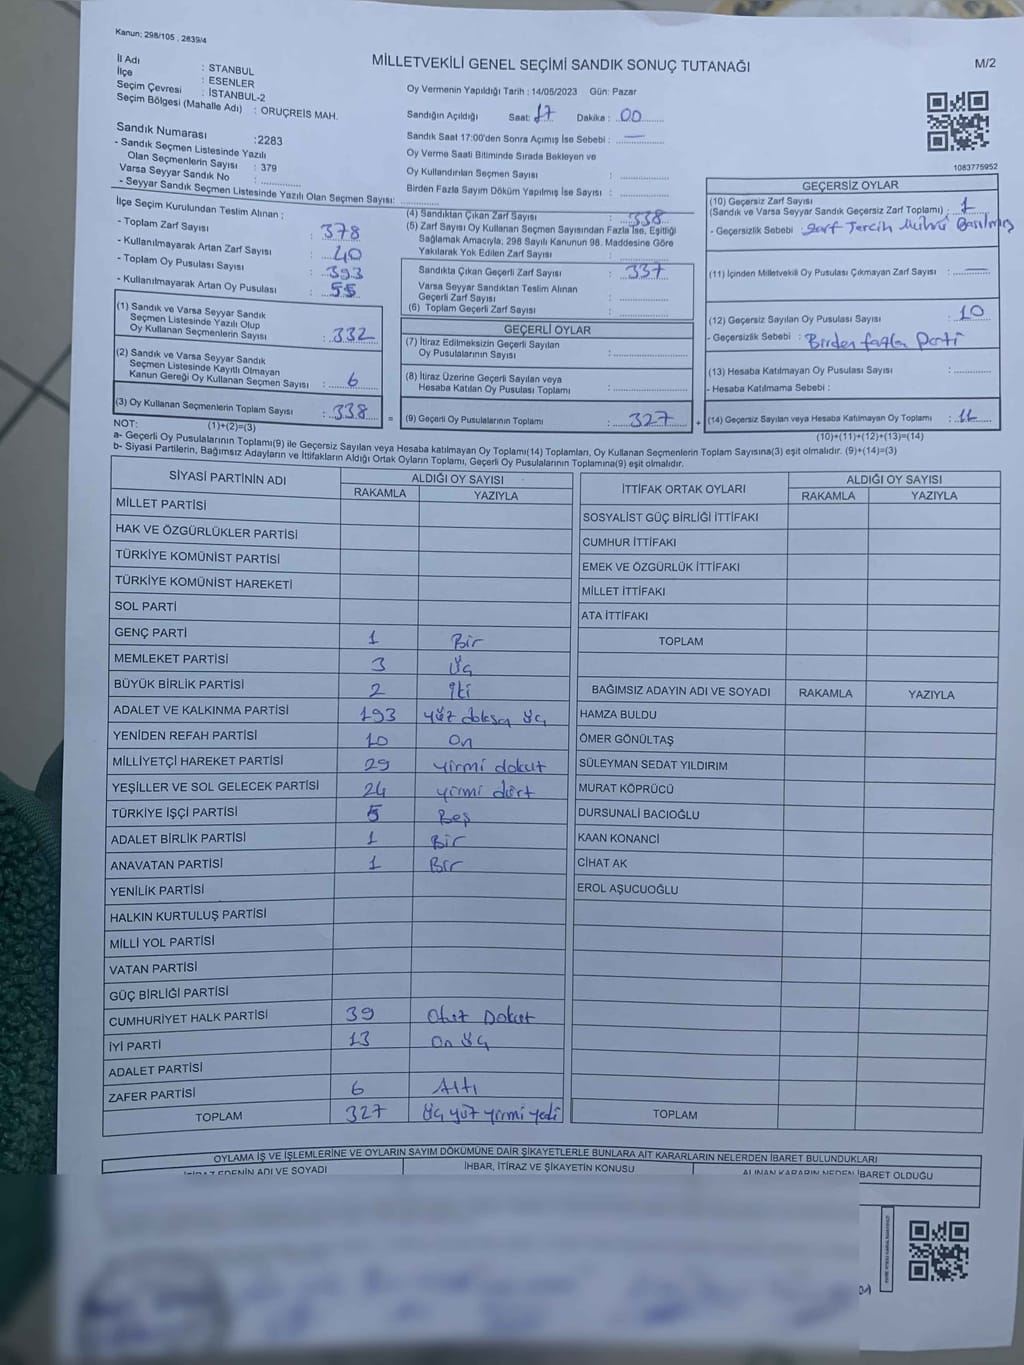 Kanun; 298/105 , 2839/4
MİLLETVEKİLİ GENEL SEÇİMİ SANDIK SONUÇ TUTANAĞI
M/2
İl Adı : STANBUL
İlçe : ESENLER
Seçim Çevresi : İSTANBUL-2
Seçim Bölgesi (Mahalle Adı) : ORUÇREİS MAH.
Sandık Numarası :2283
- Sandık Seçmen Listesinde Yazılı
Olan Seçmenlerin Sayısı : 379
Varsa Seyyar Sandık No :
- Seyyar Sandık Seçmen Listesinde Yazılı Olan Seçmen Sayısı:
Oy Vermenin Yapıldığı Tarih : 14/05/2023 Gün: Pazar
Sandığın Açıldığı Saat: 17 Dakika : 00
Sandık Saat 17:00'den Sonra Açımış İse Sebebi : —
Oy Verme Saati Bitiminde Sırada Bekleyen ve
Oy Kullandırılan Seçmen Sayısı :
Birden Fazla Sayım Döküm Yapılmış İse Sayısı :
1083775952
İlçe Seçim Kurulundan Teslim Alınan ;
- Toplam Zarf Sayısı : 378
- Kullanılmayarak Artan Zarf Sayısı : 40
- Toplam Oy Pusulası Sayısı : 393
- Kullanılmayarak Artan Oy Pusulası : 55
(1) Sandık ve Varsa Seyyar Sandık
Seçmen Listesinde Yazılı Olup
Oy Kullanan Seçmenlerin Sayısı : 332
(2) Sandık ve Varsa Seyyar Sandık
Seçmen Listesinde Kayıtlı Olmayan
Kanun Gereği Oy Kullanan Seçmen Sayısı : 6
(3) Oy Kullanan Seçmenlerin Toplam Sayısı : 338 =
(4) Sandıktan Çıkan Zarf Sayısı : 338
(5) Zarf Sayısı Oy Kullanan Seçmen Sayısından Fazla İse, Eşitliği
Sağlamak Amacıyla, 298 Sayılı Kanunun 98. Maddesine Göre
Yakılarak Yok Edilen Zarf Sayısı :
Sandıkta Çıkan Geçerli Zarf Sayısı : 337
Varsa Seyyar Sandıktan Teslim Alınan
Geçerli Zarf Sayısı :
(6) Toplam Geçerli Zarf Sayısı :
GEÇERLİ OYLAR
(7) İtiraz Edilmeksizin Geçerli Sayılan
Oy Pusulalarının Sayısı :
(8) İtiraz Üzerine Geçerli Sayılan veya
Hesaba Katılan Oy Pusulası Toplamı :
(9) Geçerli Oy Pusulalarının Toplamı : 327 +
GEÇERSİZ OYLAR
(10) Geçersiz Zarf Sayısı
(Sandık ve Varsa Seyyar Sandık Geçersiz Zarf Toplamı) : 1
- Geçersizlik Sebebi : Zarf Tercih Mührü Basılmış
(11) İçinden Milletvekili Oy Pusulası Çıkmayan Zarf Sayısı : —
(12) Geçersiz Sayılan Oy Pusulası Sayısı : 10
- Geçersizlik Sebebi : Birden fazla Parti
(13) Hesaba Katılmayan Oy Pusulası Sayısı :
- Hesaba Katılmama Sebebi :
(14) Geçersiz Sayılan veya Hesaba Katılmayan Oy Toplamı : 11
NOT: (1)+(2)=(3)
(10)+(11)+(12)+(13)=(14)
a- Geçerli Oy Pusulalarının Toplamı(9) ile Geçersiz Sayılan veya Hesaba katılmayan Oy Toplamı(14) Toplamları, Oy Kullanan Seçmenlerin Toplam Sayısına(3) eşit olmalıdır. (9)+(14)=(3)
b- Siyasi Partilerin, Bağımsız Adayların ve İttifakların Aldığı Ortak Oyların Toplamı, Geçerli Oy Pusulalarının Toplamına(9) eşit olmalıdır.
SİYASİ PARTİNİN ADI ALDIĞI OY SAYISI
RAKAMLA YAZIYLA
MİLLET PARTİSİ
HAK VE ÖZGÜRLÜKLER PARTİSİ
TÜRKİYE KOMÜNİST PARTİSİ
TÜRKİYE KOMÜNİST HAREKETİ
SOL PARTİ
GENÇ PARTİ 1 Bir
MEMLEKET PARTİSİ 3 Üç
BÜYÜK BİRLİK PARTİSİ 2 İki
ADALET VE KALKINMA PARTİSİ 193 yüz doksan Üç
YENİDEN REFAH PARTİSİ 10 On
MİLLİYETÇİ HAREKET PARTİSİ 29 yirmi dokuz
YEŞİLLER VE SOL GELECEK PARTİSİ 24 yirmi dört
TÜRKİYE İŞÇİ PARTİSİ 5 Beş
ADALET BİRLİK PARTİSİ 1 Bir
ANAVATAN PARTİSİ 1 Bir
YENİLİK PARTİSİ
HALKIN KURTULUŞ PARTİSİ
MİLLİ YOL PARTİSİ
VATAN PARTİSİ
GÜÇ BİRLİĞİ PARTİSİ
CUMHURİYET HALK PARTİSİ 39 Otuz Dokuz
İYİ PARTİ 13 On Üç
ADALET PARTİSİ
ZAFER PARTİSİ 6 Altı
TOPLAM 327 Üç yüz yirmi yedi
İTTİFAK ORTAK OYLARI ALDIĞI OY SAYISI
RAKAMLA YAZIYLA
SOSYALİST GÜÇ BİRLİĞİ İTTİFAKI
CUMHUR İTTİFAKI
EMEK VE ÖZGÜRLÜK İTTİFAKI
MİLLET İTTİFAKI
ATA İTTİFAKI
TOPLAM
BAĞIMSIZ ADAYIN ADI VE SOYADI RAKAMLA YAZIYLA
HAMZA BULDU
ÖMER GÖNÜLTAŞ
SÜLEYMAN SEDAT YILDIRIM
MURAT KÖPRÜCÜ
DURSUNALİ BACIOĞLU
KAAN KONANCİ
CİHAT AK
EROL AŞUCUOĞLU
TOPLAM
OYLAMA İŞ VE İŞLEMLERİNE VE OYLARIN SAYIM DÖKÜMÜNE DAİR ŞİKAYETLERLE BUNLARA AİT KARARLARIN NELERDEN İBARET BULUNDUKLARI
İTİRAZ EDENİN ADI VE SOYADI İHBAR, İTİRAZ VE ŞİKAYETİN KONUSU ALINAN KARARIN NEDEN İBARET OLDUĞU